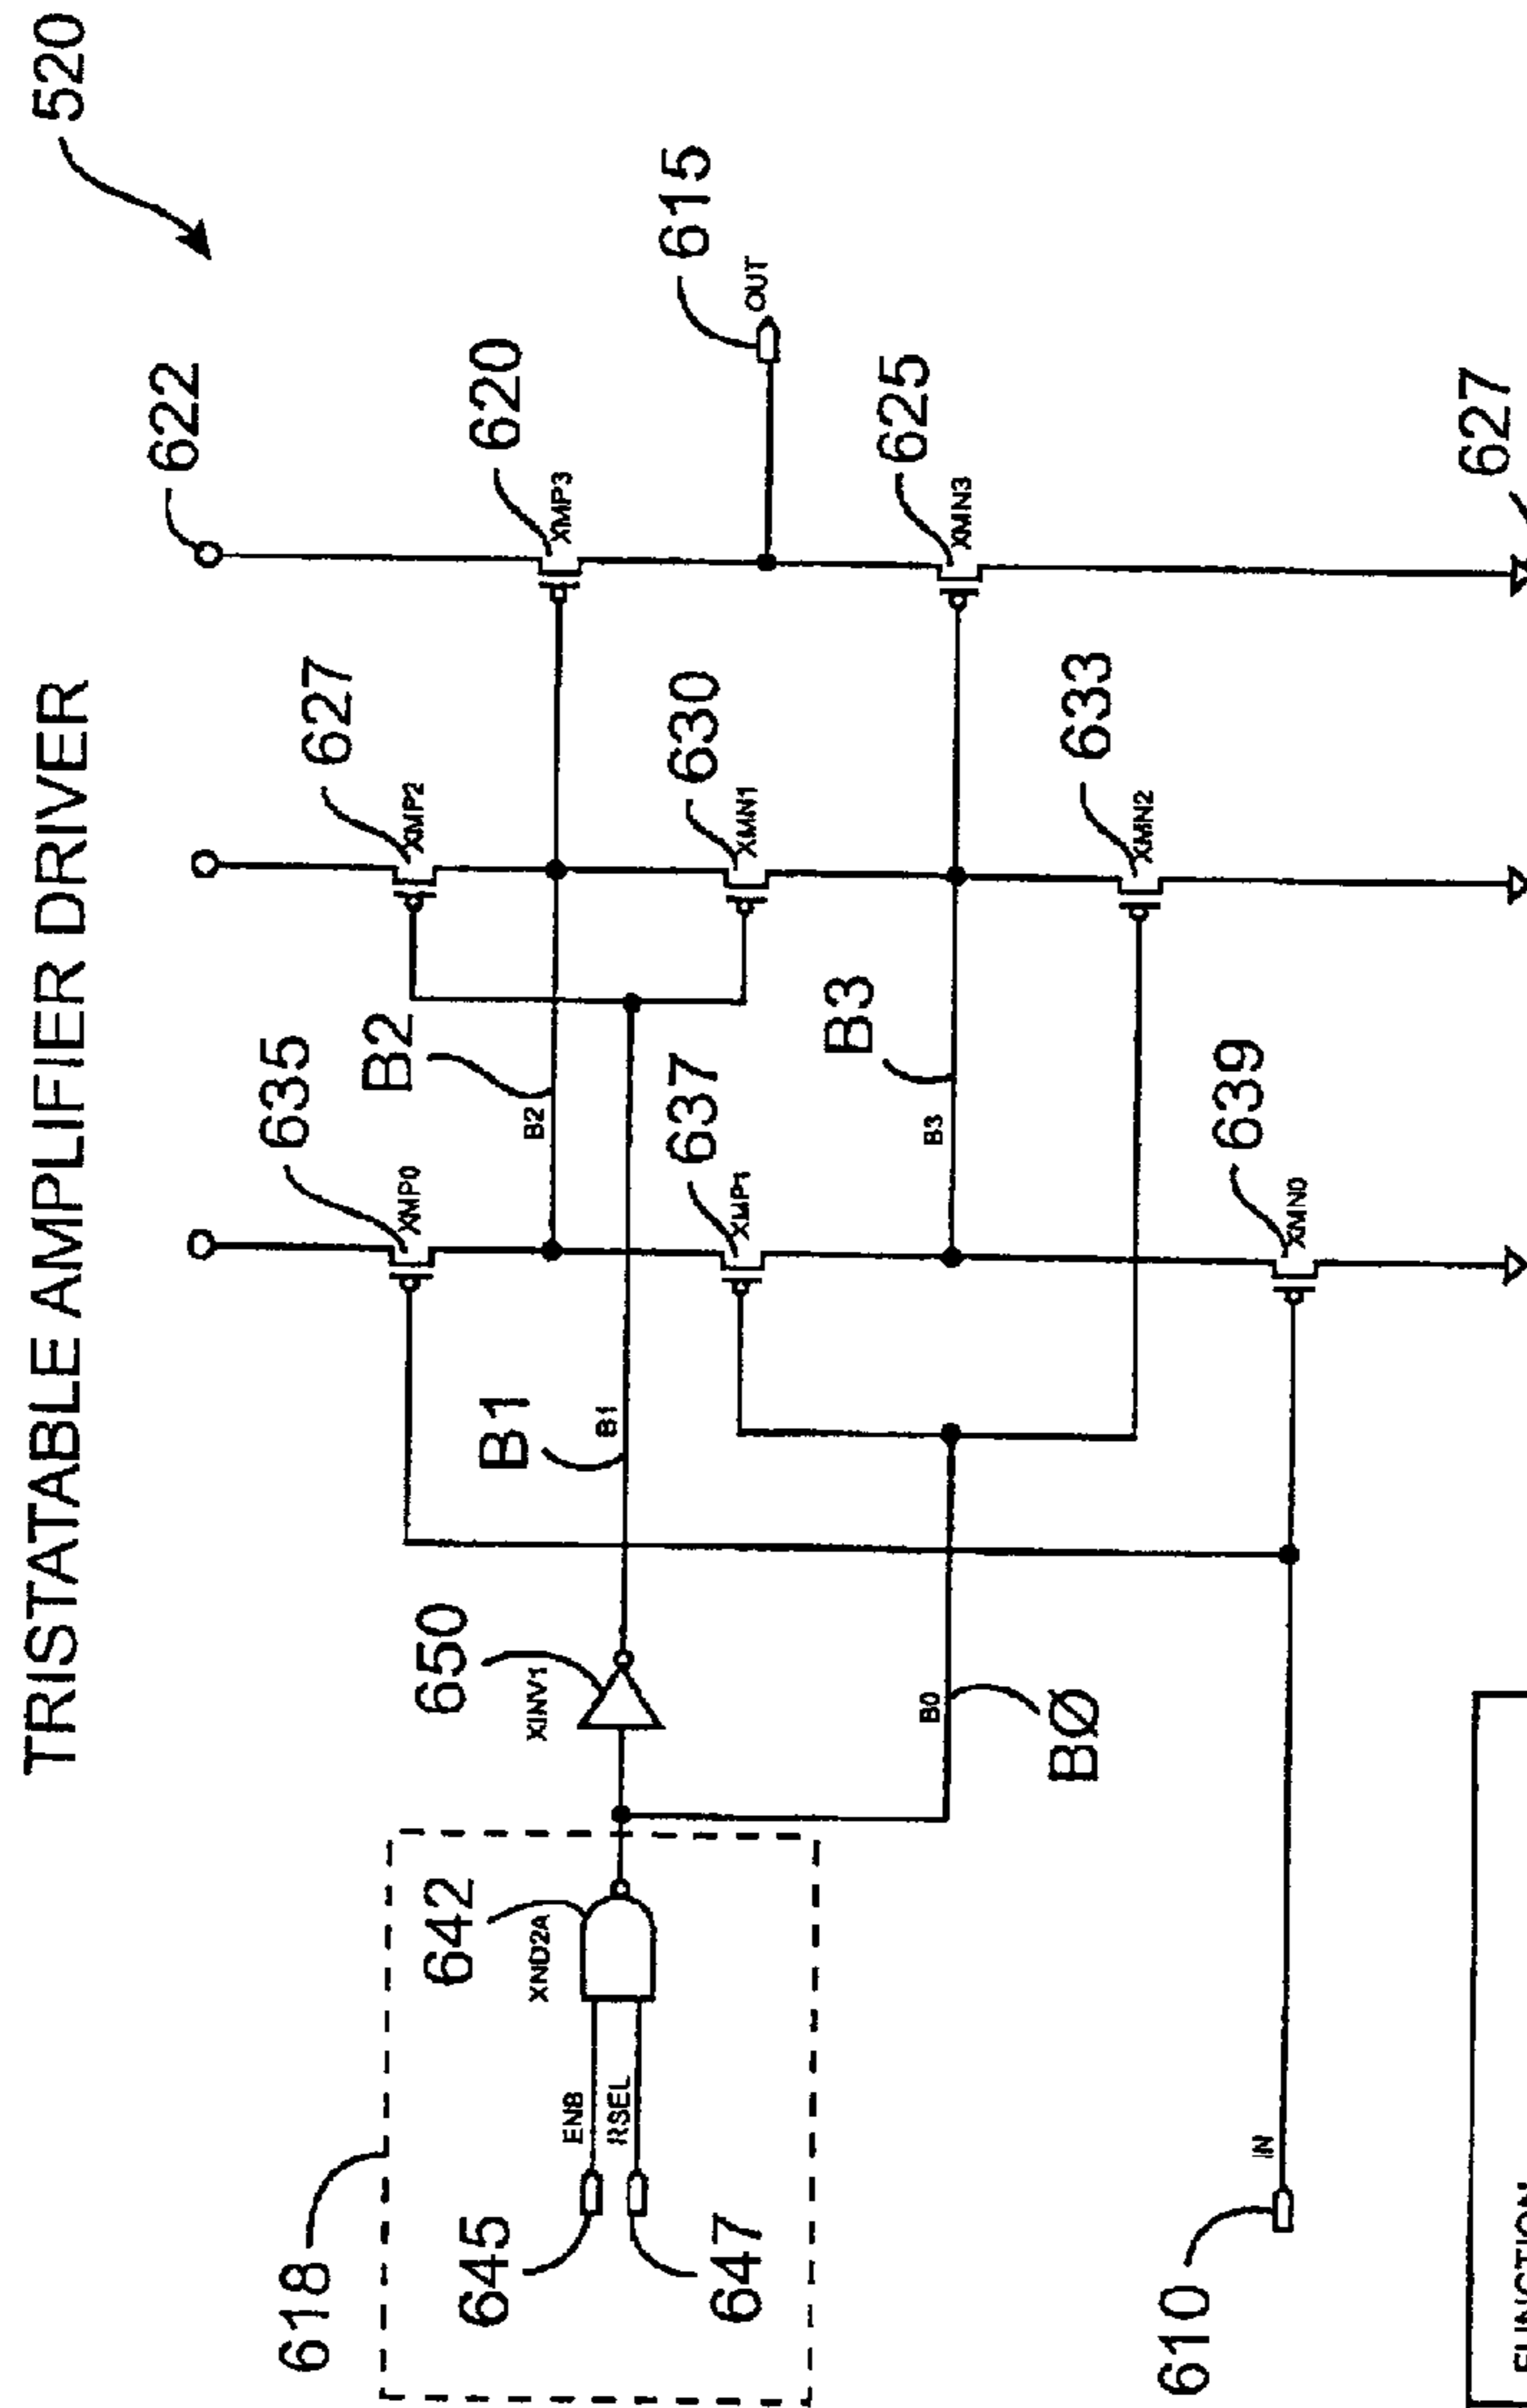 TRISTATABLE AMPLIFIER DRIVER
520
622
627
635
620
XMP3
XMP2
XMP0
B2
B2
615
OUT
B1
B1
650
XINV1
642
XND2A
618
645
ENB
RSEL
647
630
XMN1
637
XMP1
625
XMN3
B3
B3
633
XMN2
639
XMN0
B0
BØ
610
IN
627
FUNCTION